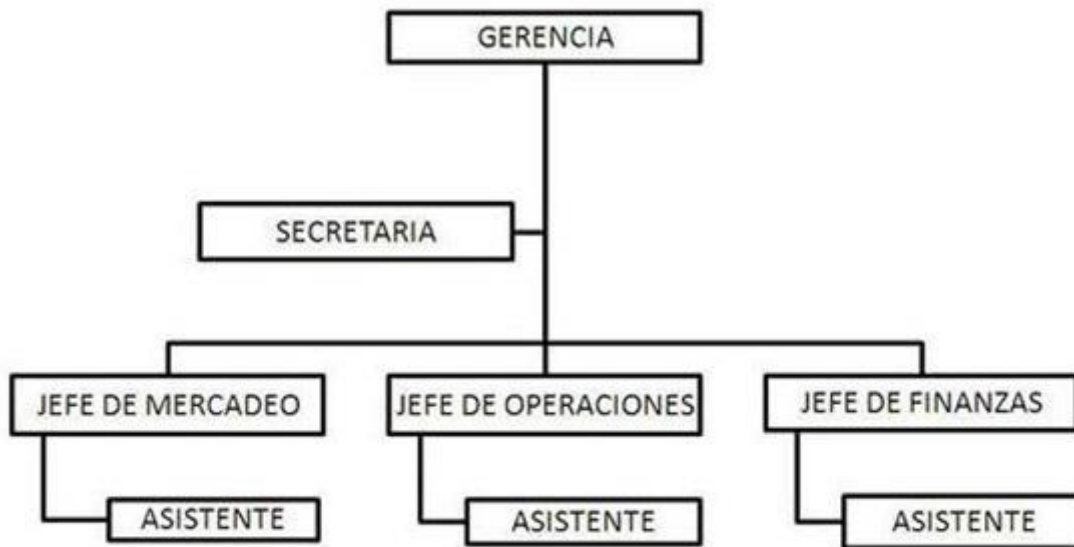 GERENCIA
SECRETARIA
JEFE DE MERCADEO
JEFE DE OPERACIONES
JEFE DE FINANZAS
ASISTENTE
ASISTENTE
ASISTENTE